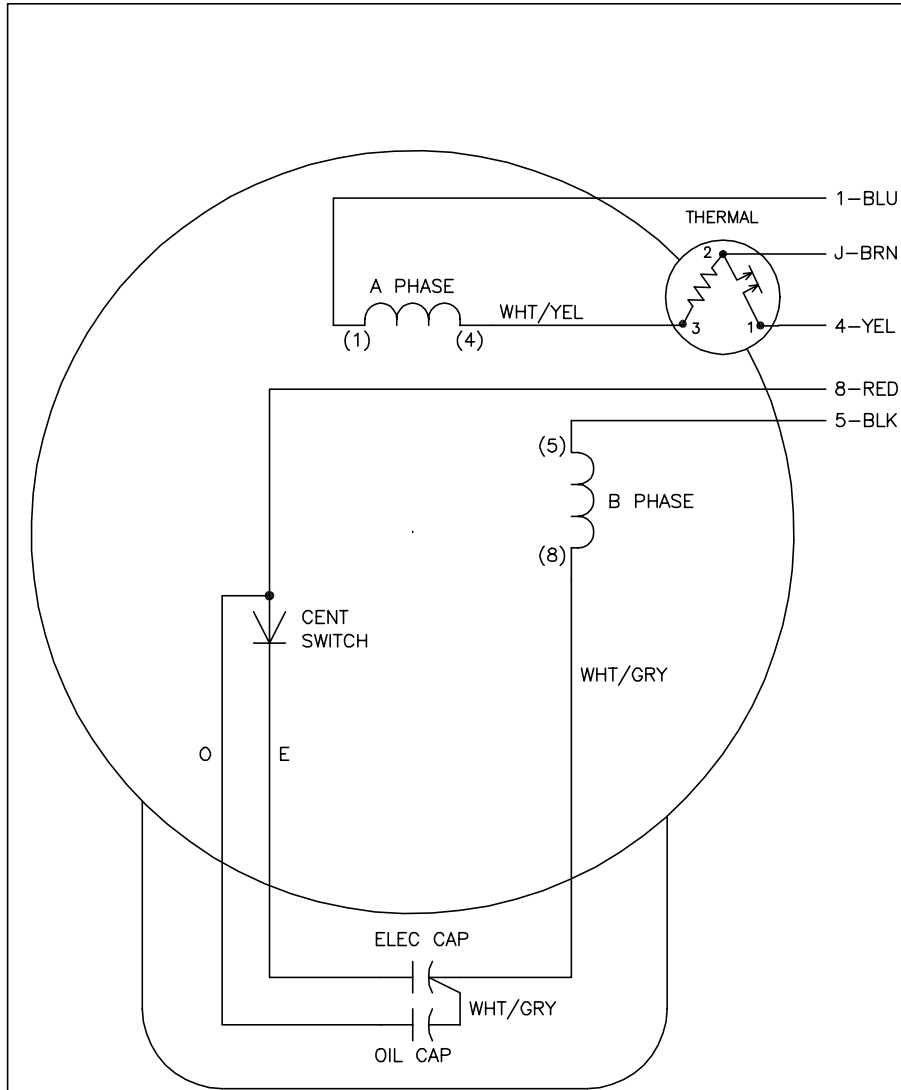 1-BLU
THERMAL
2
J-BRN
A PHASE
WHT/YEL
3
1
4-YEL
(1)
(4)
8-RED
5-BLK
(5)
B PHASE
(8)
CENT
SWITCH
WHT/GRY
O
E
ELEC CAP
WHT/GRY
OIL CAP